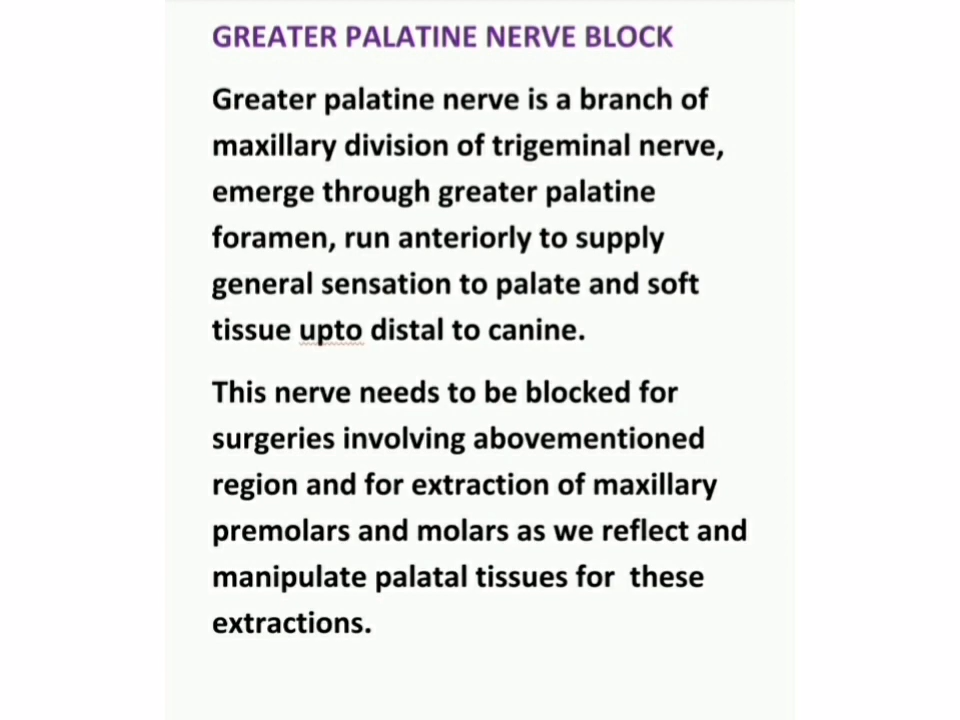 GREATER PALATINE NERVE BLOCK
Greater palatine nerve is a branch of
maxillary division of trigeminal nerve,
emerge through greater palatine
foramen, run anteriorly to supply
general sensation to palate and soft
tissue upto distal to canine.
This nerve needs to be blocked for
surgeries involving abovementioned
region and for extraction of maxillary
premolars and molars as we reflect and
manipulate palatal tissues for  these
extractions.